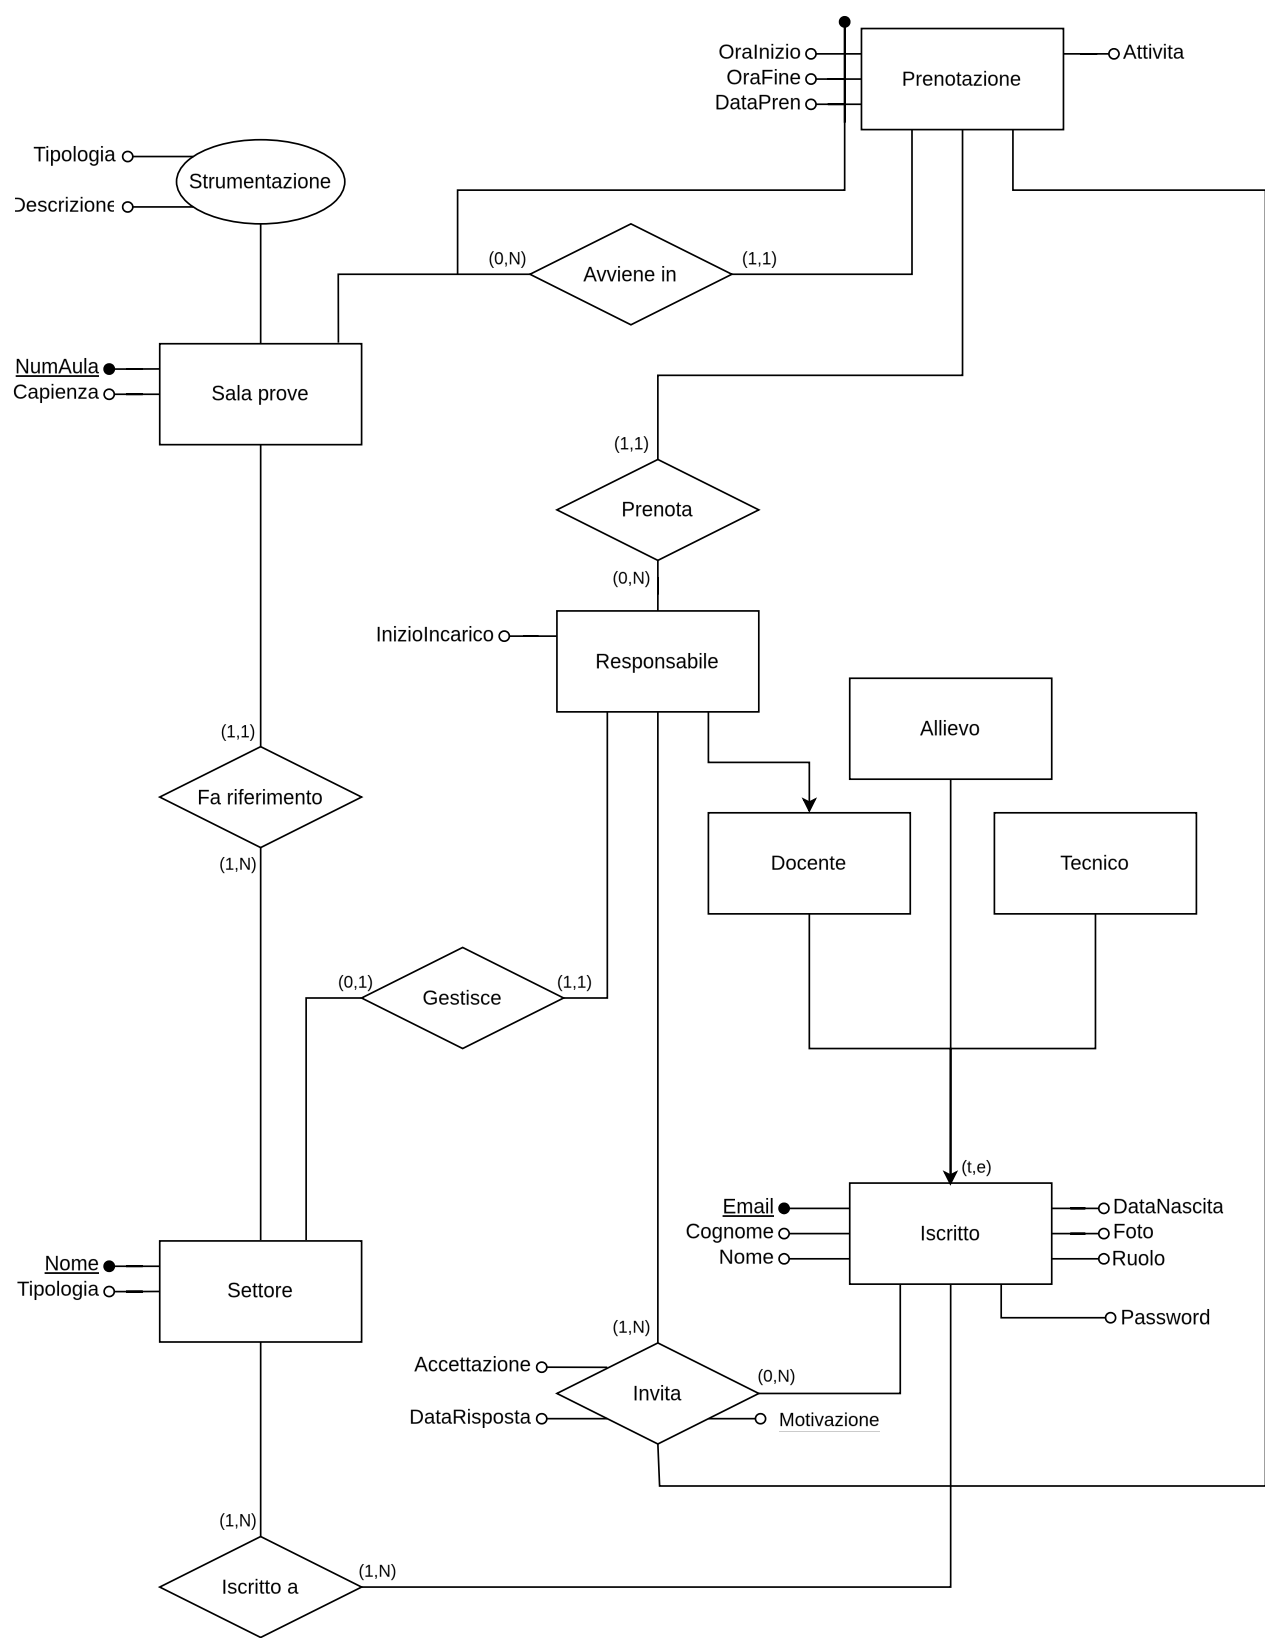 OraInizio
OraFine
DataPren
Prenotazione
Attivita
Tipologia
Descrizione
Strumentazione
(0,N)
Avviene in
(1,1)
NumAula
Capienza
Sala prove
(1,1)
Prenota
(0,N)
InizioIncarico
Responsabile
Allievo
(1,1)
Fa riferimento
(1,N)
Docente
Tecnico
(0,1)
Gestisce
(1,1)
(t,e)
Email
Cognome
Nome
Iscritto
DataNascita
Foto
Ruolo
Password
Nome
Tipologia
Settore
(1,N)
Accettazione
DataRisposta
Invita
(0,N)
Motivazione
(1,N)
Iscritto a
(1,N)